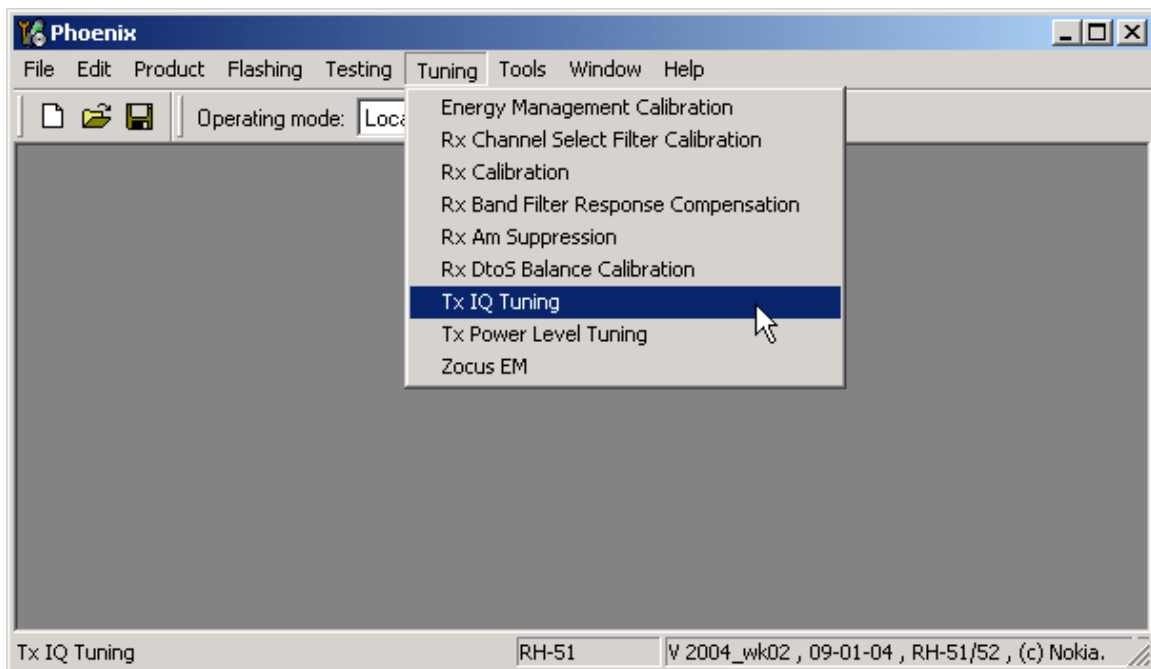 Phoenix
File Edit Product Flashing Testing Tuning Tools Window Help
Operating mode: Loca
Energy Management Calibration
Rx Channel Select Filter Calibration
Rx Calibration
Rx Band Filter Response Compensation
Rx Am Suppression
Rx DtoS Balance Calibration
Tx IQ Tuning
Tx Power Level Tuning
Zocus EM
Tx IQ Tuning RH-51 V 2004_wk02 , 09-01-04 , RH-51/52 , (c) Nokia.